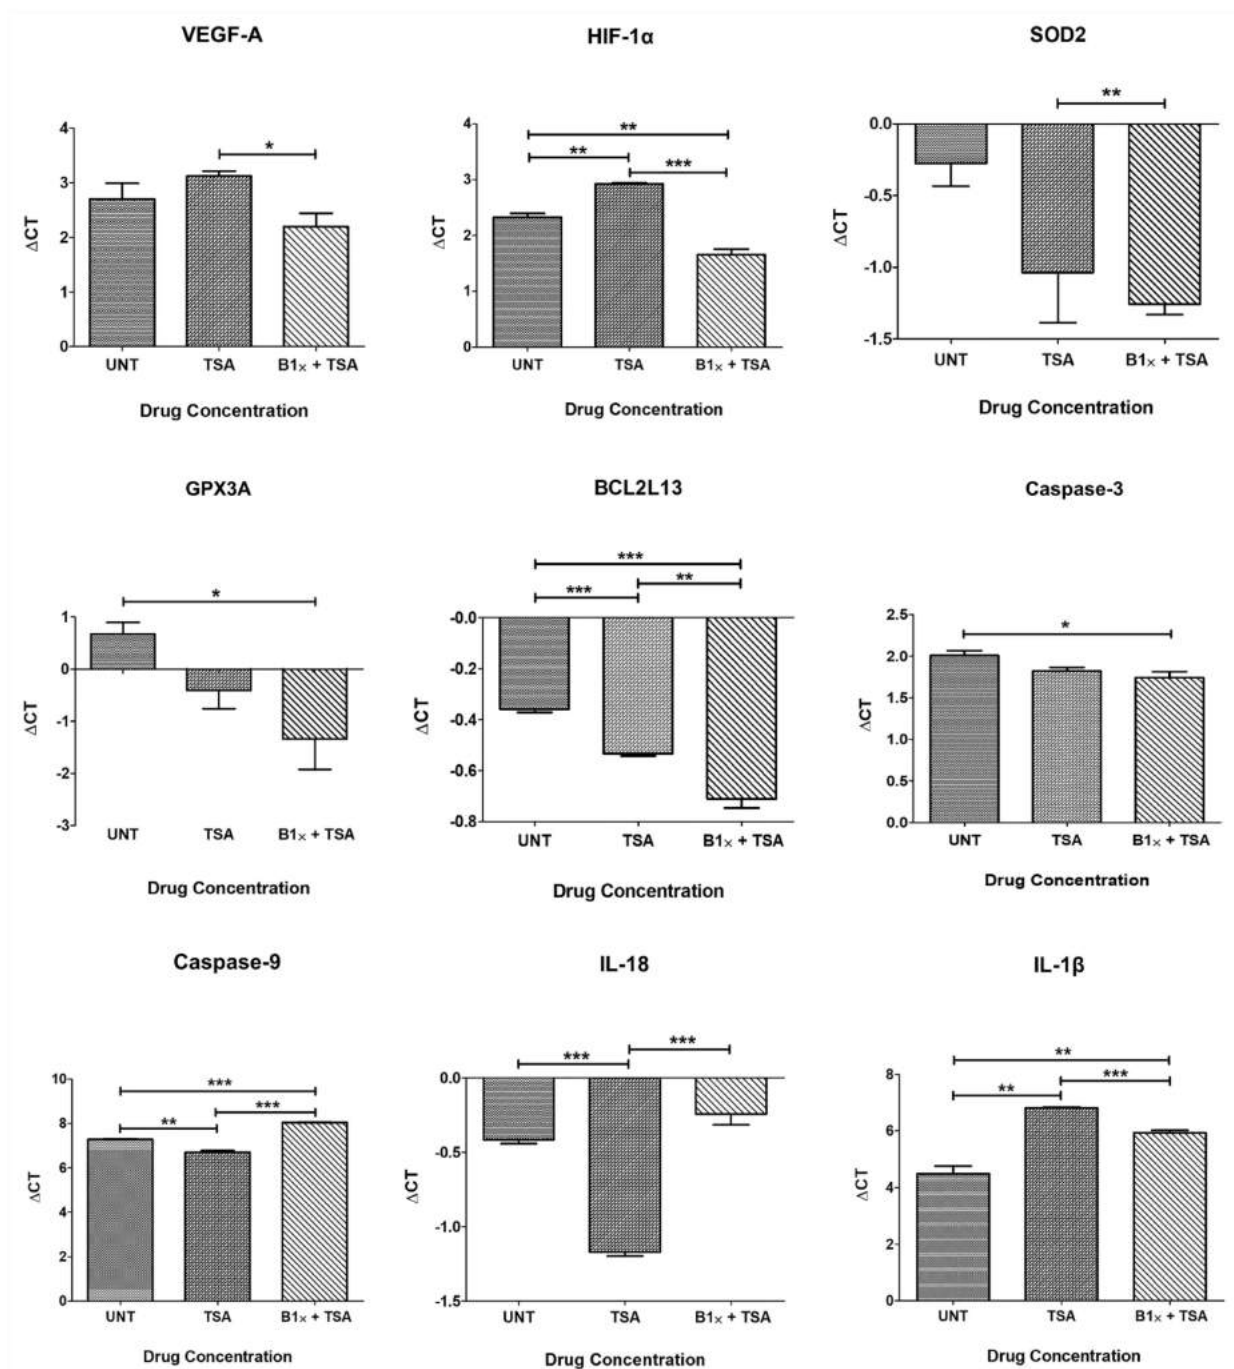 VEGF-A
*
4
3
2
1
0
ΔCT
UNT
TSA
B1× + TSA
Drug Concentration
HIF-1α
**
**
***
4
3
2
1
0
ΔCT
UNT
TSA
B1× + TSA
Drug Concentration
SOD2
**
0.0
-0.5
-1.0
-1.5
ΔCT
UNT
TSA
B1× + TSA
Drug Concentration
GPX3A
*
1
0
-1
-2
-3
ΔCT
UNT
TSA
B1× + TSA
Drug Concentration
BCL2L13
***
***
**
-0.0
-0.2
-0.4
-0.6
-0.8
ΔCT
UNT
TSA
B1× + TSA
Drug Concentration
Caspase-3
*
2.5
2.0
1.5
1.0
0.5
0.0
ΔCT
UNT
TSA
B1× + TSA
Drug Concentration
Caspase-9
***
**
***
10
8
6
4
2
0
ΔCT
UNT
TSA
B1× + TSA
Drug Concentration
IL-18
***
***
0.0
-0.5
-1.0
-1.5
ΔCT
UNT
TSA
B1× + TSA
Drug Concentration
IL-1β
**
**
***
8
6
4
2
0
ΔCT
UNT
TSA
B1× + TSA
Drug Concentration